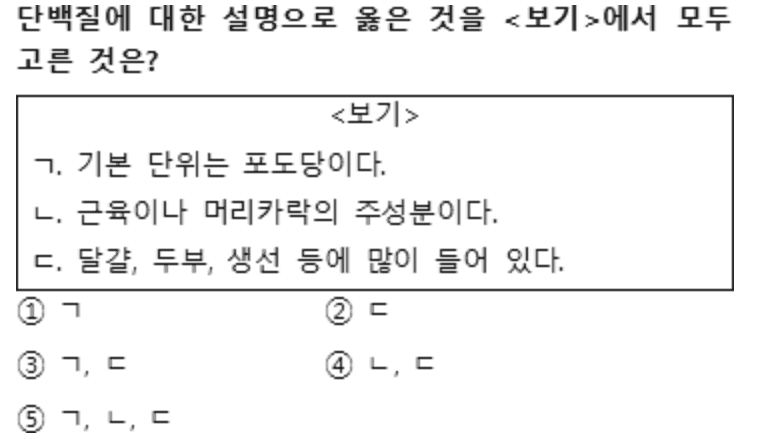 단백질에 대한 설명으로 옳은 것을 <보기>에서 모두
고른 것은?
<보기>
ㄱ. 기본 단위는 포도당이다.
ㄴ. 근육이나 머리카락의 주성분이다.
ㄷ. 달걀, 두부, 생선 등에 많이 들어 있다.
① ㄱ ② ㄷ
③ ㄱ, ㄷ ④ ㄴ, ㄷ
⑤ ㄱ, ㄴ, ㄷ